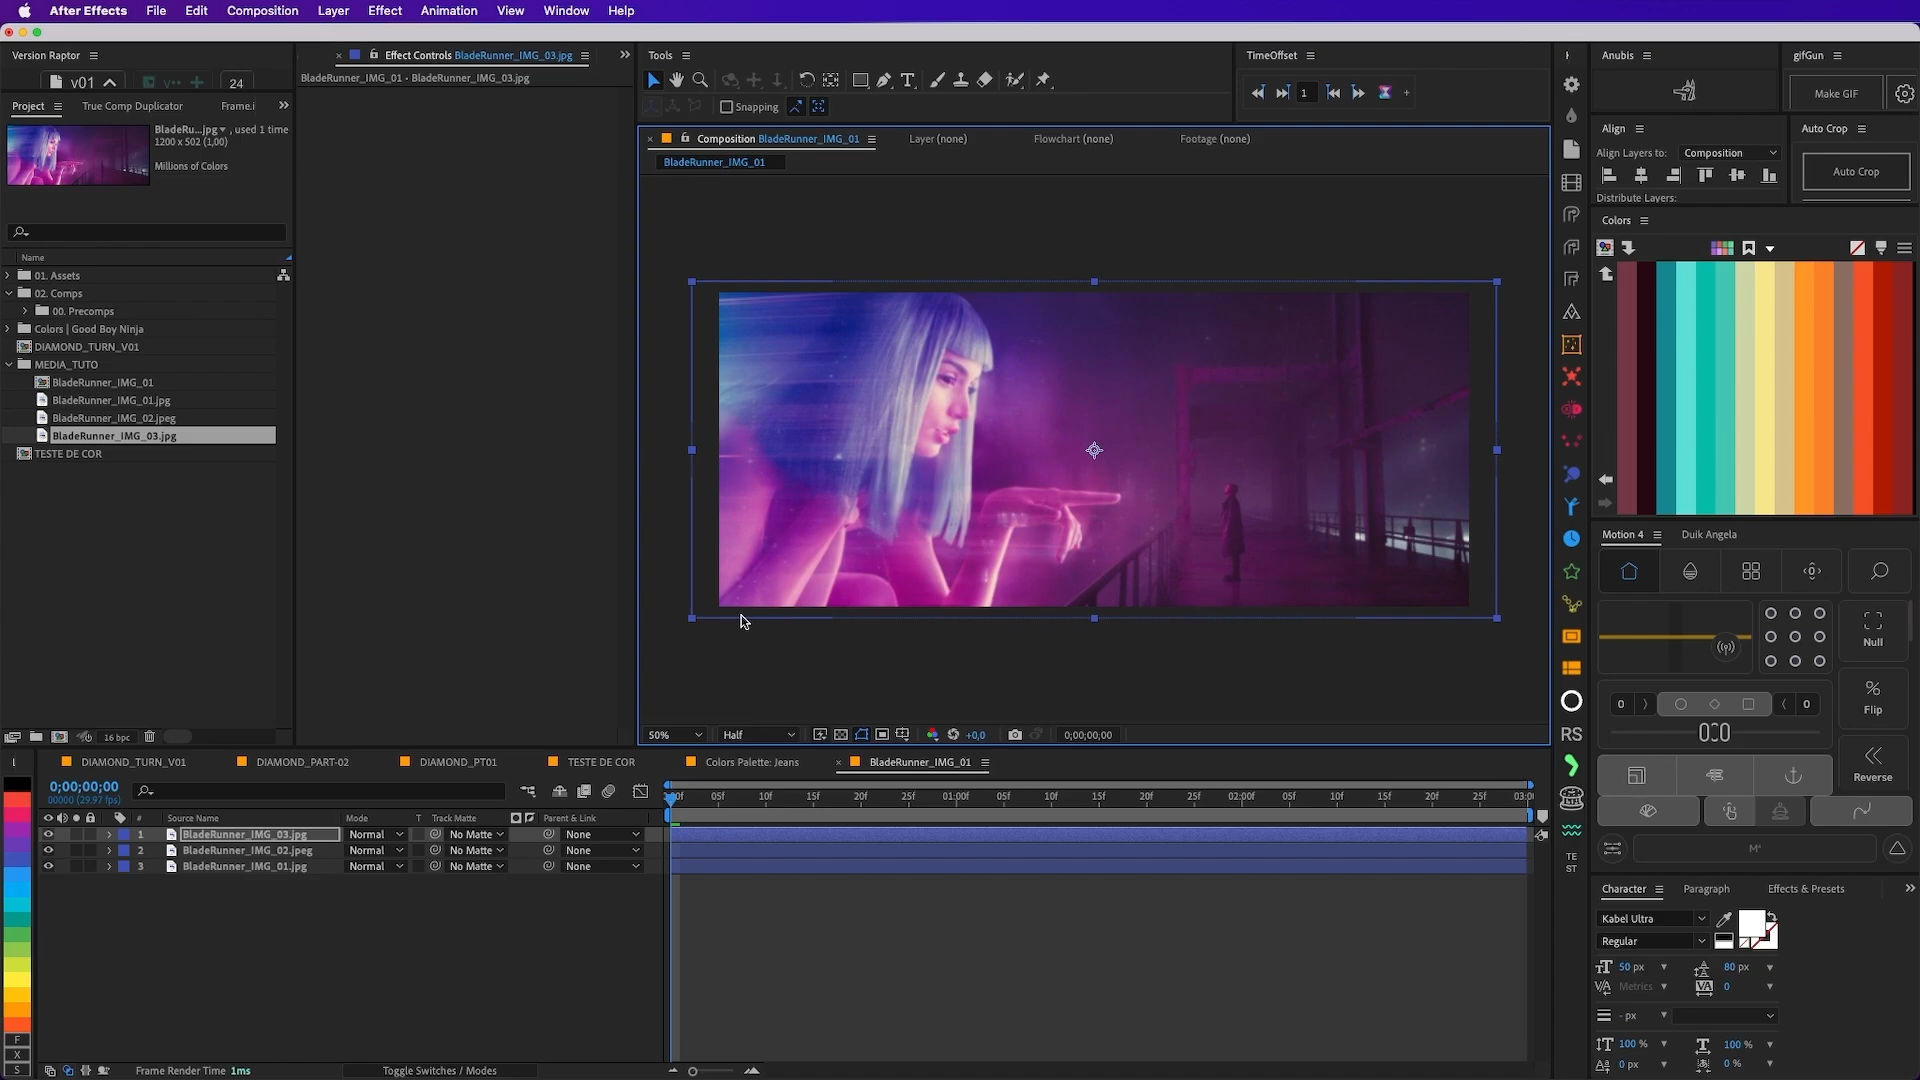 After Effects File Edit Composition Layer Effect Animation View Window Help
Version Raptor
v01
24
Project True Comp Duplicator Frame.i
BladeRu...jpg , used 1 time
1200 x 502 (1,00)
Millions of Colors
Name
01. Assets
02. Comps
00. Precomps
Colors | Good Boy Ninja
DIAMOND_TURN_V01
MEDIA_TUTO
BladeRunner_IMG_01
BladeRunner_IMG_01.jpg
BladeRunner_IMG_02.jpeg
BladeRunner_IMG_03.jpg
TESTE DE COR
16 bpc
Effect Controls BladeRunner_IMG_03.jpg
BladeRunner_IMG_01 · BladeRunner_IMG_03.jpg
Tools
Snapping
Composition BladeRunner_IMG_01 Layer (none) Flowchart (none) Footage (none)
BladeRunner_IMG_01
50% Half +0,0 0;00;00;00
TimeOffset
1
Anubis
gifGun
Make GIF
Align
Align Layers to: Composition
Distribute Layers:
Auto Crop
Auto Crop
Colors
Motion 4 Duik Angela
Null
0 0
% Flip
Reverse
RS
TE
ST
Character Paragraph Effects & Presets
Kabel Ultra
Regular
50 px 80 px
Metrics 0
- px
100 % 100 %
0 px 0 %
DIAMOND_TURN_V01 DIAMOND_PART-02 DIAMOND_PT01 TESTE DE COR Colors Palette: Jeans BladeRunner_IMG_01
0;00;00;00
00000 (29.97 fps)
05f 10f 15f 20f 25f 01:00f 05f 10f 15f 20f 25f 02:00f 05f 10f 15f 20f 25f
# Source Name Mode T Track Matte Parent & Link
1 BladeRunner_IMG_03.jpg Normal No Matte None
2 BladeRunner_IMG_02.jpeg Normal No Matte None
3 BladeRunner_IMG_01.jpg Normal No Matte None
F
X
S
Frame Render Time 1ms Toggle Switches / Modes